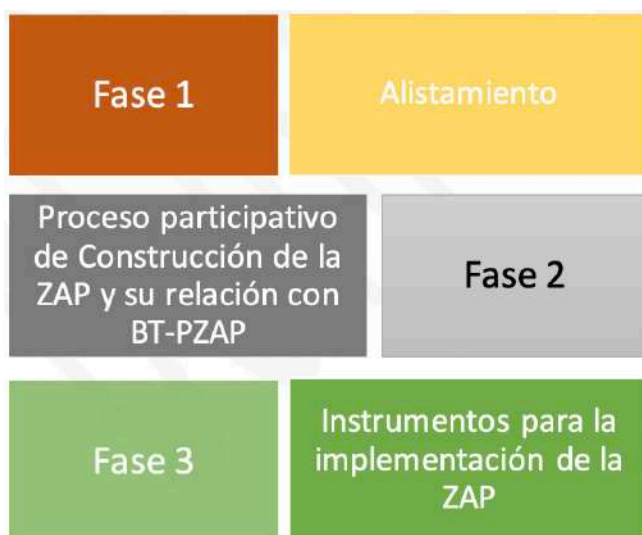 Fase 1
Alistamiento
Proceso participativo
de Construcción de la
ZAP y su relación con
BT-PZAP
Fase 2
Fase 3
Instrumentos para la
implementación de la
ZAP